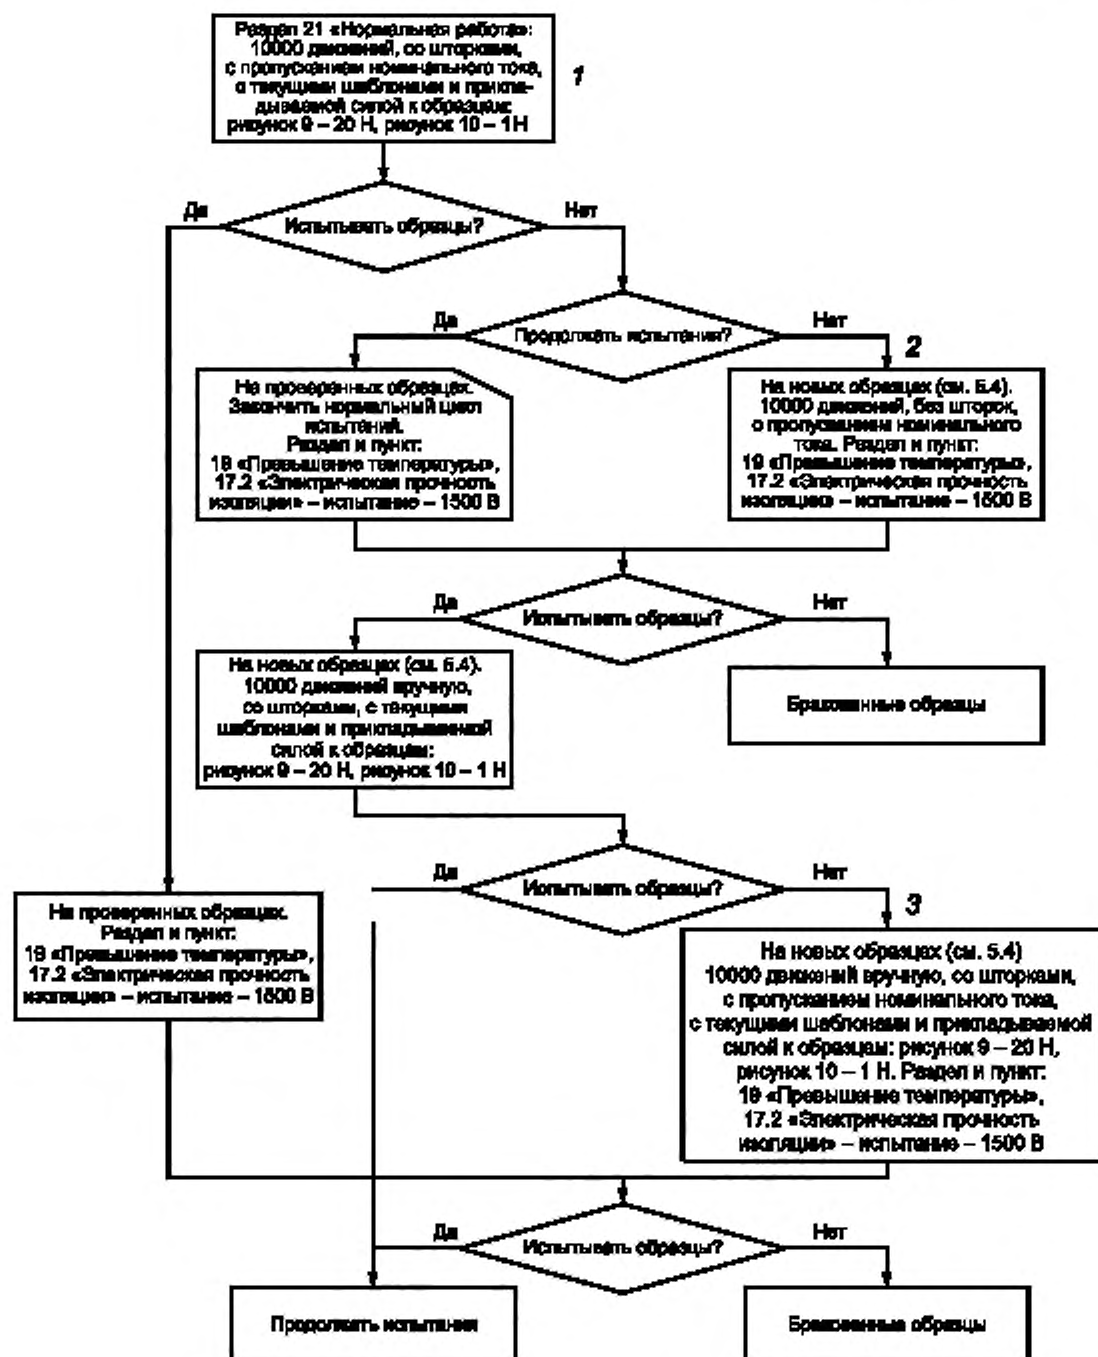 Раздел 21 «Нормальная работа»:
10000 движений, со шторками,
с пропусканием номинального тока,
с текущими шаблонами и прикла-
дываемой силой к образцам:
рисунок 9 – 20 Н, рисунок 10 – 1 Н
1
Да
Испытывать образцы?
Нет
Да
Продолжать испытания?
Нет
2
На проверенных образцах.
Закончить нормальный цикл
испытаний.
Раздел и пункт:
19 «Превышение температуры»,
17.2 «Электрическая прочность
изоляции» – испытание – 1500 В
На новых образцах (см. 5.4).
10000 движений, без шторок,
с пропусканием номинального
тока. Раздел и пункт:
19 «Превышение температуры»,
17.2 «Электрическая прочность
изоляции» – испытание – 1500 В
Да
Испытывать образцы?
Нет
На новых образцах (см. 5.4).
10000 движений вручную,
со шторками, с текущими
шаблонами и прикладываемой
силой к образцам:
рисунок 9 – 20 Н, рисунок 10 – 1 Н
Бракованные образцы
Да
Испытывать образцы?
Нет
3
На проверенных образцах.
Раздел и пункт:
19 «Превышение температуры»,
17.2 «Электрическая прочность
изоляции» – испытание – 1500 В
На новых образцах (см. 5.4)
10000 движений вручную, со шторками,
с пропусканием номинального тока,
с текущими шаблонами и прикладываемой
силой к образцам: рисунок 9 – 20 Н,
рисунок 10 – 1 Н. Раздел и пункт:
19 «Превышение температуры»,
17.2 «Электрическая прочность
изоляции» – испытание – 1500 В
Да
Испытывать образцы?
Нет
Продолжать испытания
Бракованные образцы